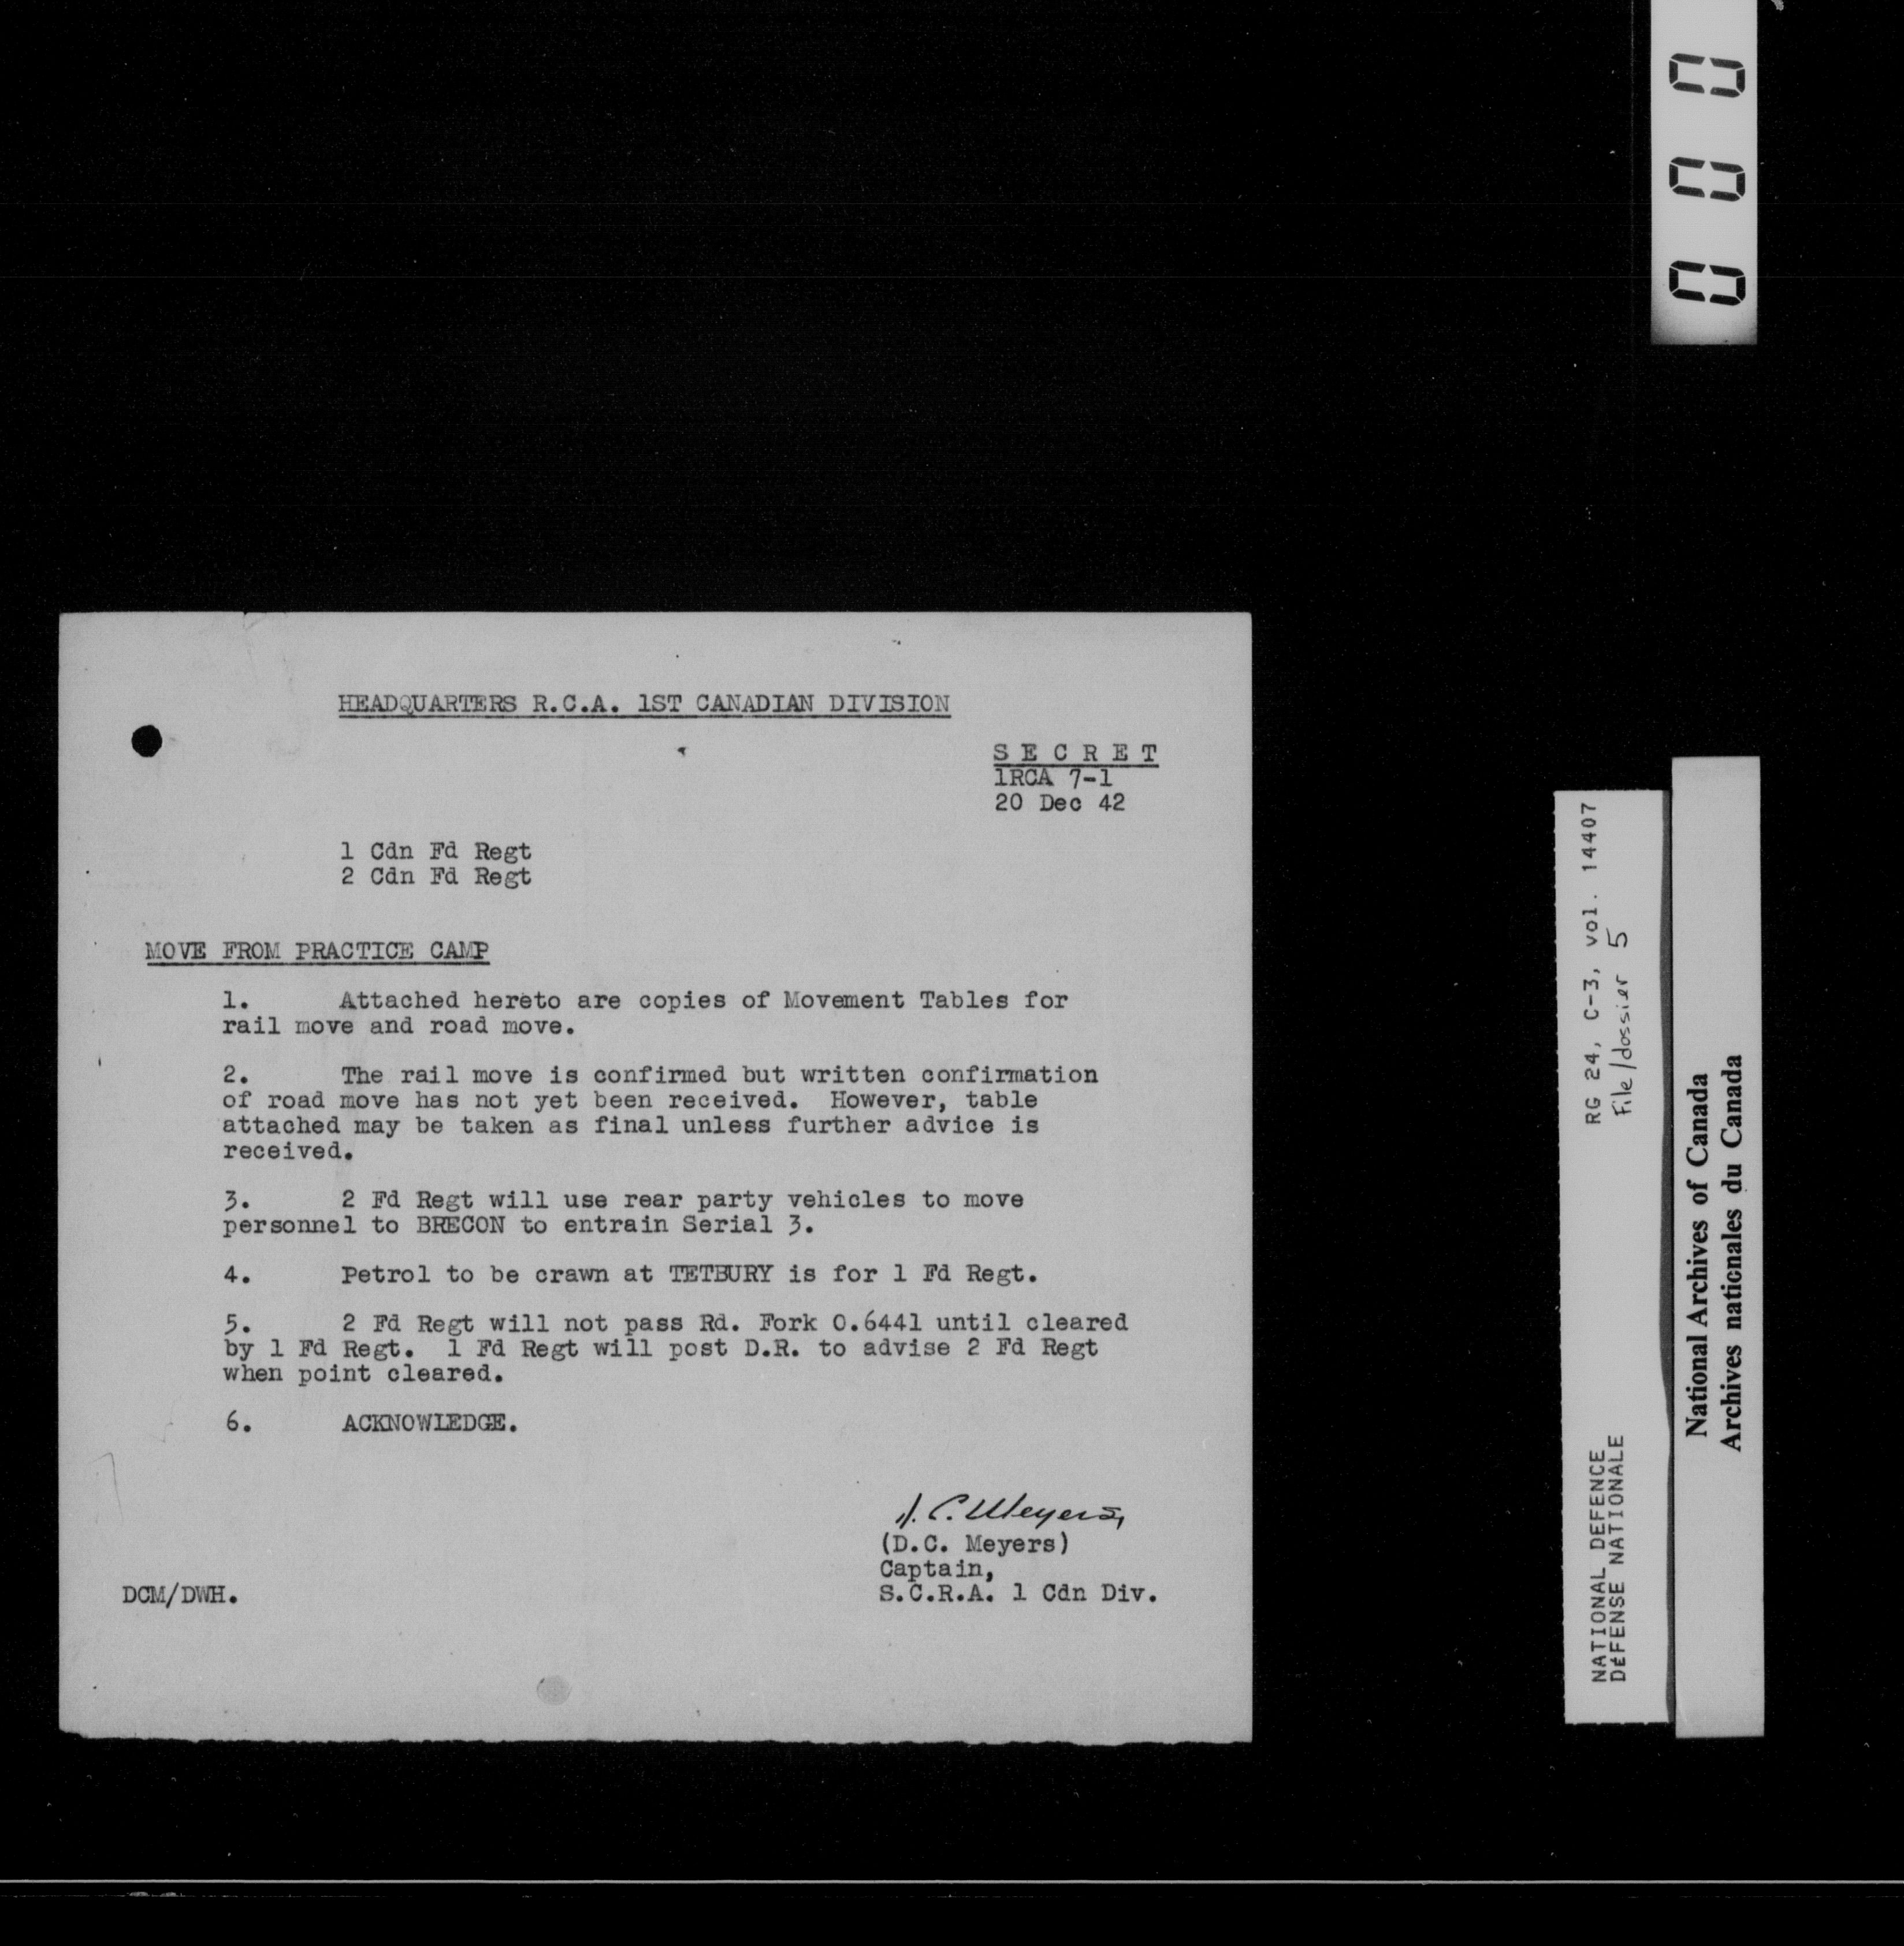 0 0 0
HEADQUARTERS R.C.A. 1ST CANADIAN DIVISION
S E C R E T
1RCA 7-1
20 Dec 42
1 Cdn Fd Regt
2 Cdn Fd Regt
MOVE FROM PRACTICE CAMP
1. Attached hereto are copies of Movement Tables for
rail move and road move.
2. The rail move is confirmed but written confirmation
of road move has not yet been received. However, table
attached may be taken as final unless further advice is
received.
3. 2 Fd Regt will use rear party vehicles to move
personnel to BRECON to entrain Serial 3.
4. Petrol to be crawn at TETBURY is for 1 Fd Regt.
5. 2 Fd Regt will not pass Rd. Fork 0.6441 until cleared
by 1 Fd Regt. 1 Fd Regt will post D.R. to advise 2 Fd Regt
when point cleared.
6. ACKNOWLEDGE.
D.C. Meyers
(D.C. Meyers)
Captain,
S.C.R.A. 1 Cdn Div.
DCM/DWH.
NATIONAL DEFENCE
DÉFENSE NATIONALE
RG 24, C-3, vol. 14407
File/dossier 5
National Archives of Canada
Archives nationales du Canada